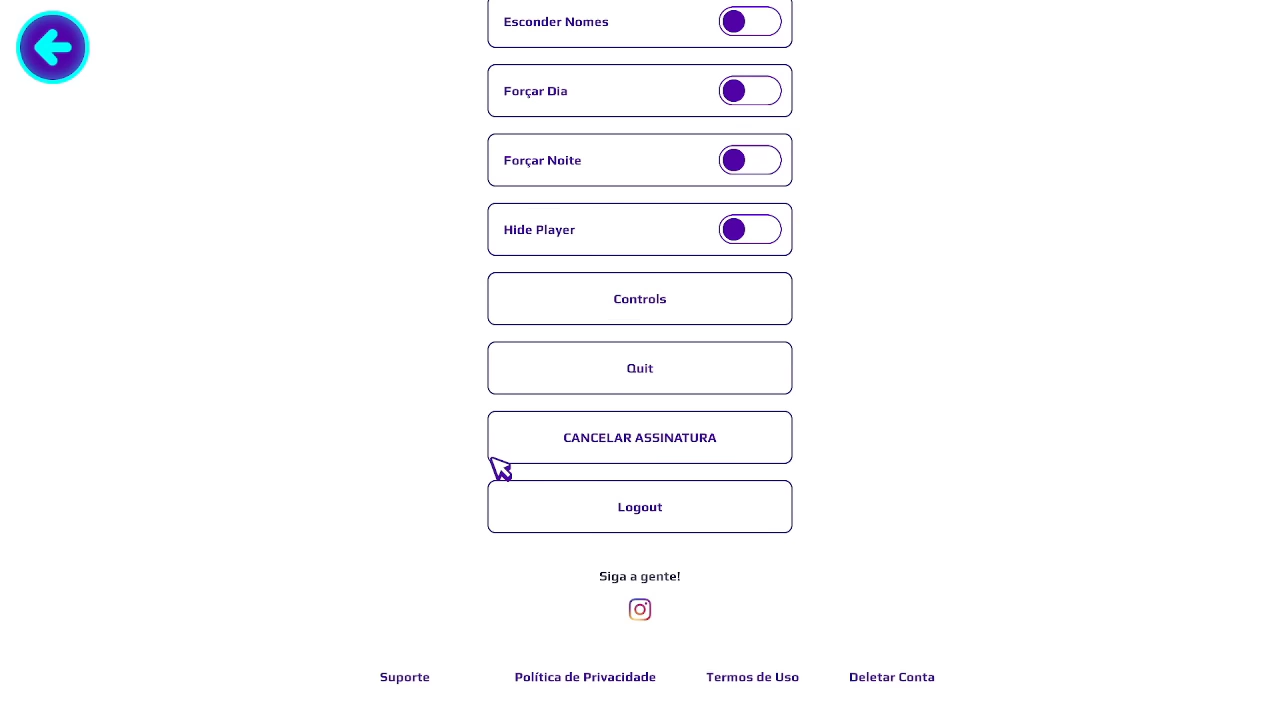 Esconder Nomes
Forçar Dia
Forçar Noite
Hide Player
Controls
Quit
CANCELAR ASSINATURA
Logout
Siga a gente!
Suporte
Política de Privacidade
Termos de Uso
Deletar Conta